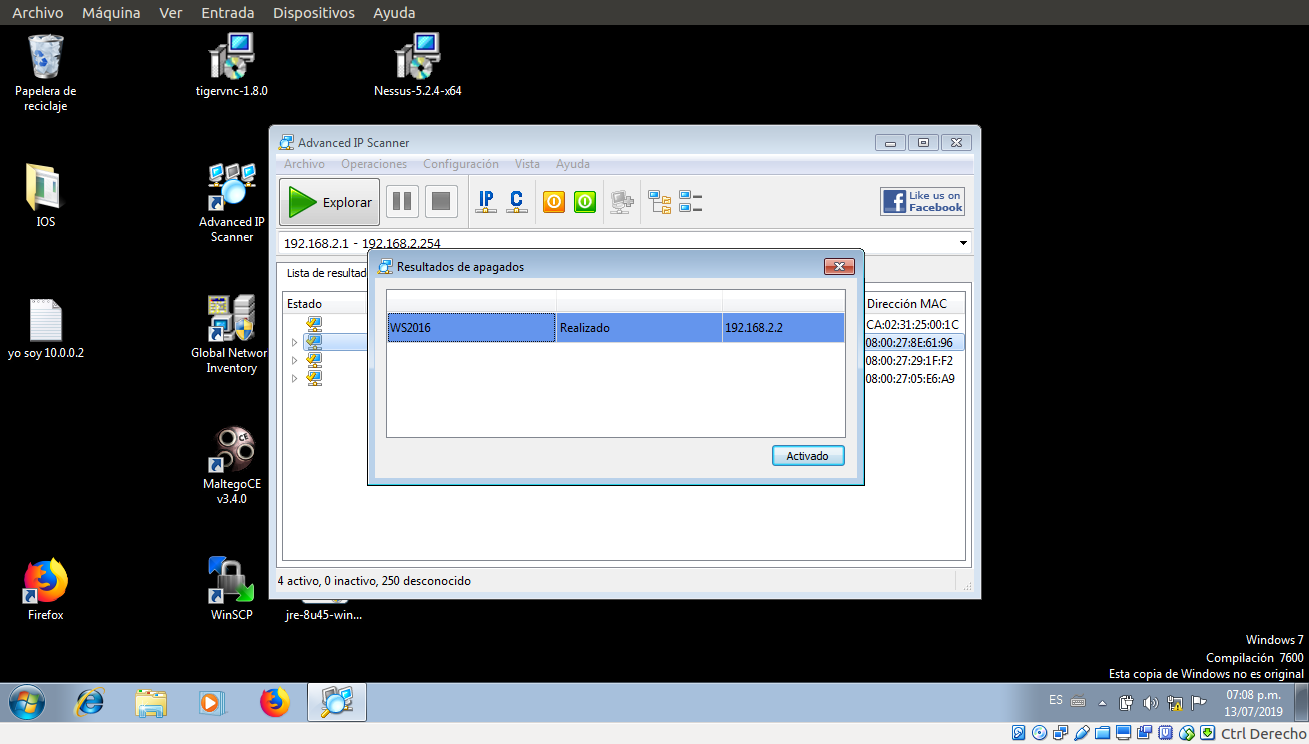 Archivo Máquina Ver Entrada Dispositivos Ayuda
Papelera de
reciclaje
tigervnc-1.8.0
Nessus-5.2.4-x64
IOS
Advanced IP
Scanner
yo soy 10.0.0.2
Global Networ
Inventory
MaltegoCE
v3.4.0
Firefox
WinSCP
jre-8u45-win...
Advanced IP Scanner
Archivo Operaciones Configuración Vista Ayuda
Explorar
IP
C
Like us on
Facebook
192.168.2.1 - 192.168.2.254
Lista de resultad
Estado
Dirección MAC
CA:02:31:25:00:1C
08:00:27:8E:61:96
08:00:27:29:1F:F2
08:00:27:05:E6:A9
Resultados de apagados
WS2016 Realizado 192.168.2.2
Activado
4 activo, 0 inactivo, 250 desconocido
Windows 7
Compilación 7600
Esta copia de Windows no es original
ES
07:08 p.m.
13/07/2019
Ctrl Derecho